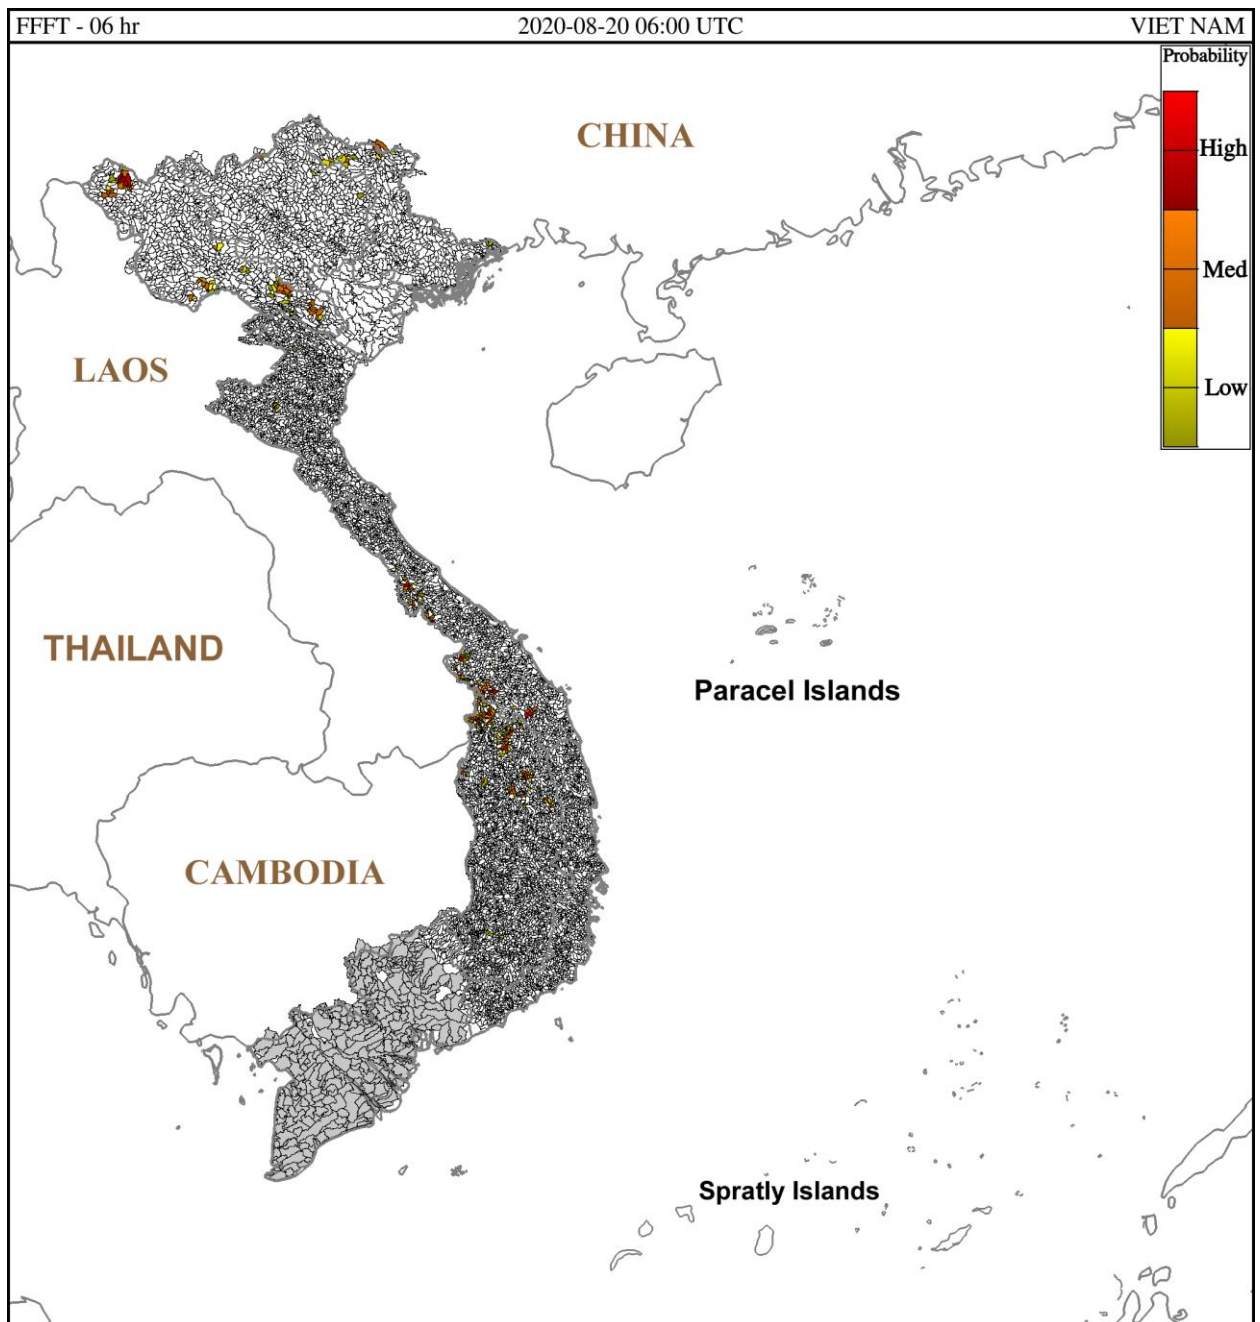 FFFT - 06 hr
2020-08-20 06:00 UTC
VIET NAM
Probability
High
Med
Low
CHINA
LAOS
THAILAND
Paracel Islands
CAMBODIA
Spratly Islands